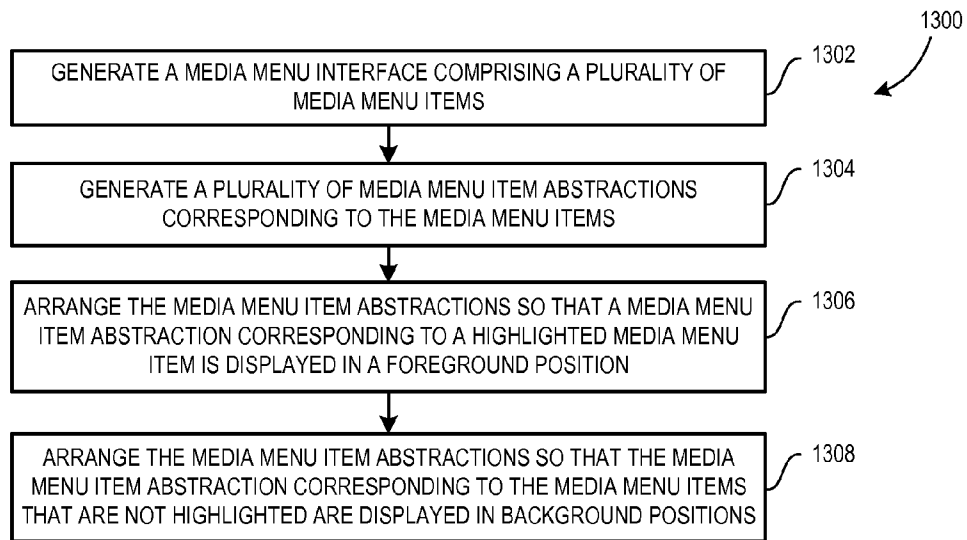 1300
GENERATE A MEDIA MENU INTERFACE COMPRISING A PLURALITY OF
MEDIA MENU ITEMS
1302
GENERATE A PLURALITY OF MEDIA MENU ITEM ABSTRACTIONS
CORRESPONDING TO THE MEDIA MENU ITEMS
1304
ARRANGE THE MEDIA MENU ITEM ABSTRACTIONS SO THAT A MEDIA MENU
ITEM ABSTRACTION CORRESPONDING TO A HIGHLIGHTED MEDIA MENU
ITEM IS DISPLAYED IN A FOREGROUND POSITION
1306
ARRANGE THE MEDIA MENU ITEM ABSTRACTIONS SO THAT THE MEDIA
MENU ITEM ABSTRACTION CORRESPONDING TO THE MEDIA MENU ITEMS
THAT ARE NOT HIGHLIGHTED ARE DISPLAYED IN BACKGROUND POSITIONS
1308